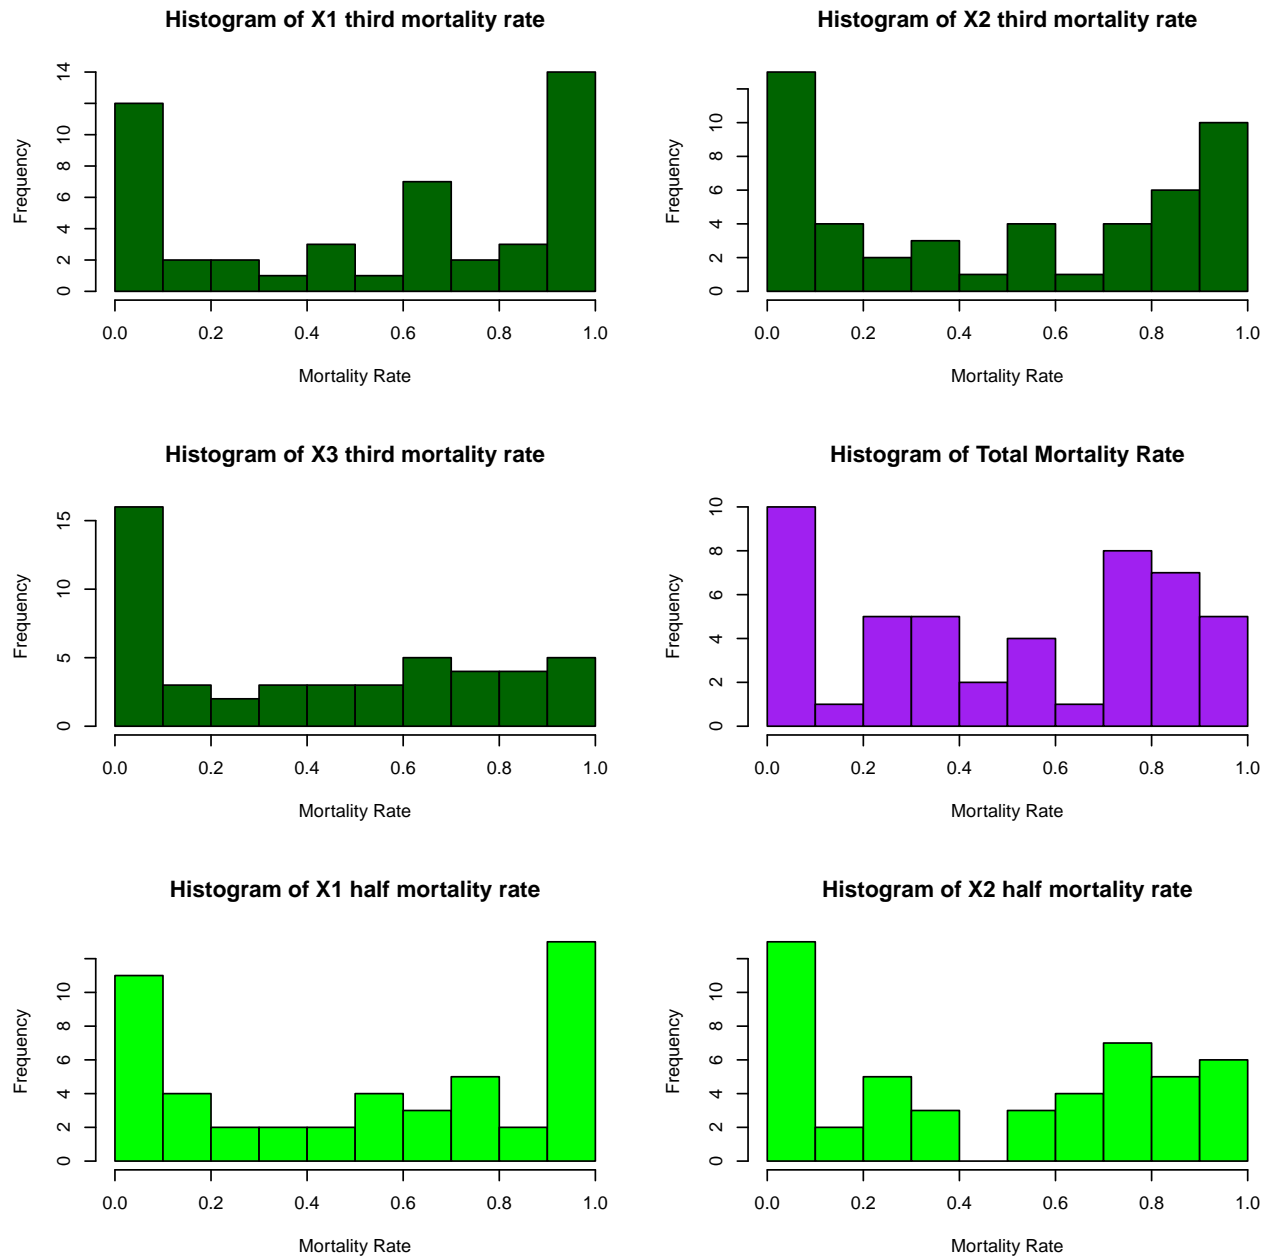 Histogram of X1 third mortality rate
Frequency
0 2 4 6 8 10 14
0.0 0.2 0.4 0.6 0.8 1.0
Mortality Rate
Histogram of X2 third mortality rate
Frequency
0 2 4 6 8 10
0.0 0.2 0.4 0.6 0.8 1.0
Mortality Rate
Histogram of X3 third mortality rate
Frequency
0 5 10 15
0.0 0.2 0.4 0.6 0.8 1.0
Mortality Rate
Histogram of Total Mortality Rate
Frequency
0 2 4 6 8 10
0.0 0.2 0.4 0.6 0.8 1.0
Mortality Rate
Histogram of X1 half mortality rate
Frequency
0 2 4 6 8 10
0.0 0.2 0.4 0.6 0.8 1.0
Mortality Rate
Histogram of X2 half mortality rate
Frequency
0 2 4 6 8 10
0.0 0.2 0.4 0.6 0.8 1.0
Mortality Rate